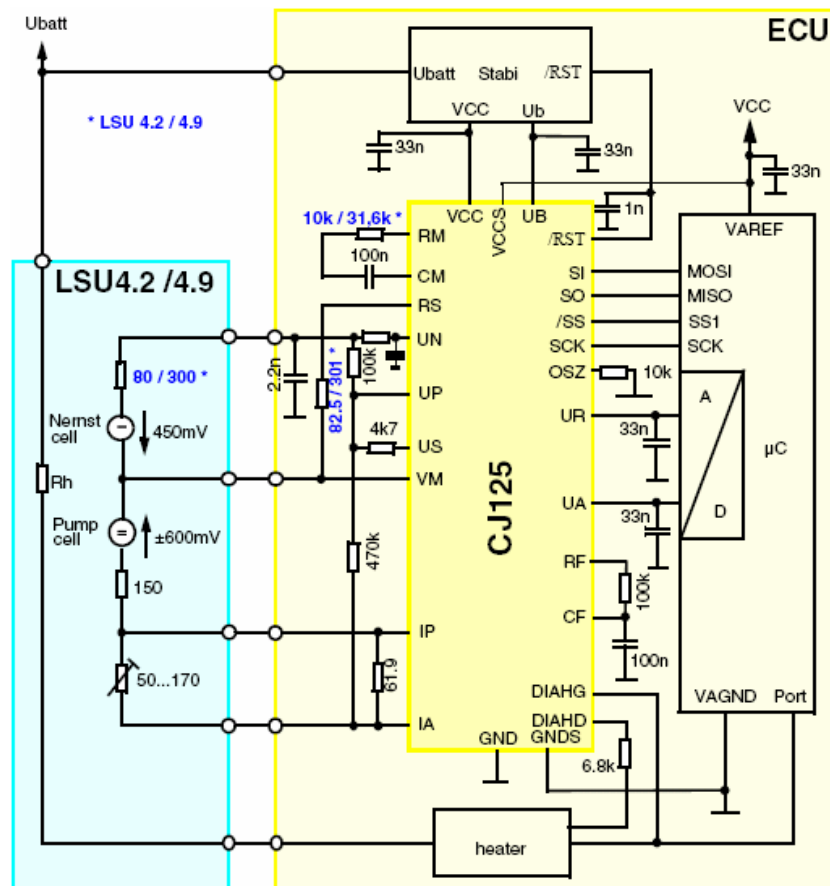 ECU
Ubatt
Ubatt Stabi /RST
VCC Ub
* LSU 4.2 / 4.9
33n
33n
VCC
33n
1n
10k / 31,6k *
100n
LSU4.2 /4.9
VCC
VCCS
UB
RM
CM
RS
UN
UP
US
VM
IP
IA
/RST
SI
SO
/SS
SCK
OSZ
UR
UA
RF
CF
DIAHG
DIAHD
GNDS
GND
CJ125
VAREF
MOSI
MISO
SS1
SCK
A
D
µC
VAGND Port
80 / 300 *
2.2n
82.5 / 301 *
100k
4k7
470k
61.9
Nernst
cell
450mV
Rh
Pump
cell
±600mV
150
50...170
10k
33n
33n
100k
100n
6.8k
heater